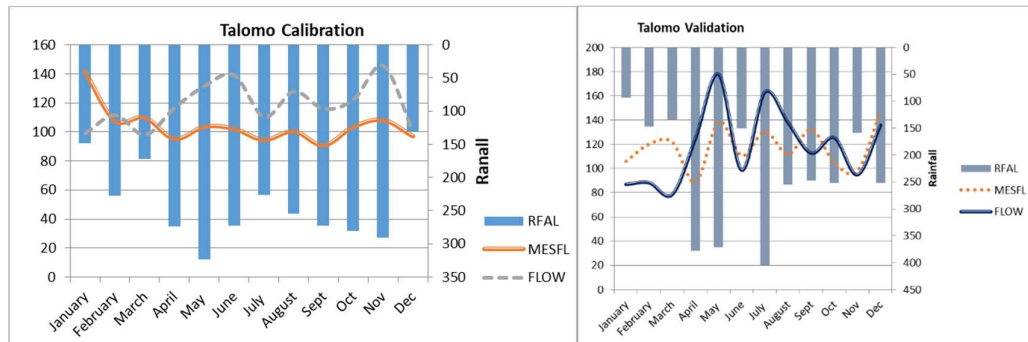 Talomo Calibration
160
140
120
100
80
60
40
20
0
0
50
100
150
200
250
300
350
Ranall
RFAL
MESFL
FLOW
January
February
March
April
May
June
July
August
Sept
Oct
Nov
Dec
Talomo Validation
200
180
160
140
120
100
80
60
40
20
0
0
50
100
150
200
250
300
350
400
450
Rainfall
RFAL
MESFL
FLOW
January
February
March
April
May
June
July
August
Sept
Oct
Nov
Dec